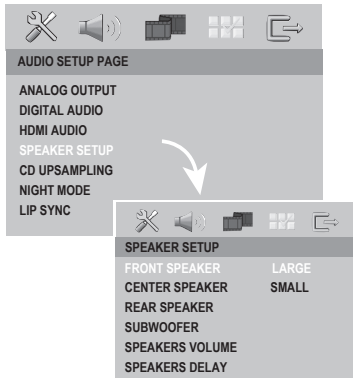 AUDIO SETUP PAGE
ANALOG OUTPUT
DIGITAL AUDIO
HDMI AUDIO
SPEAKER SETUP
CD UPSAMPLING
NIGHT MODE
LIP SYNC
SPEAKER SETUP
FRONT SPEAKER LARGE
CENTER SPEAKER SMALL
REAR SPEAKER
SUBWOOFER
SPEAKERS VOLUME
SPEAKERS DELAY